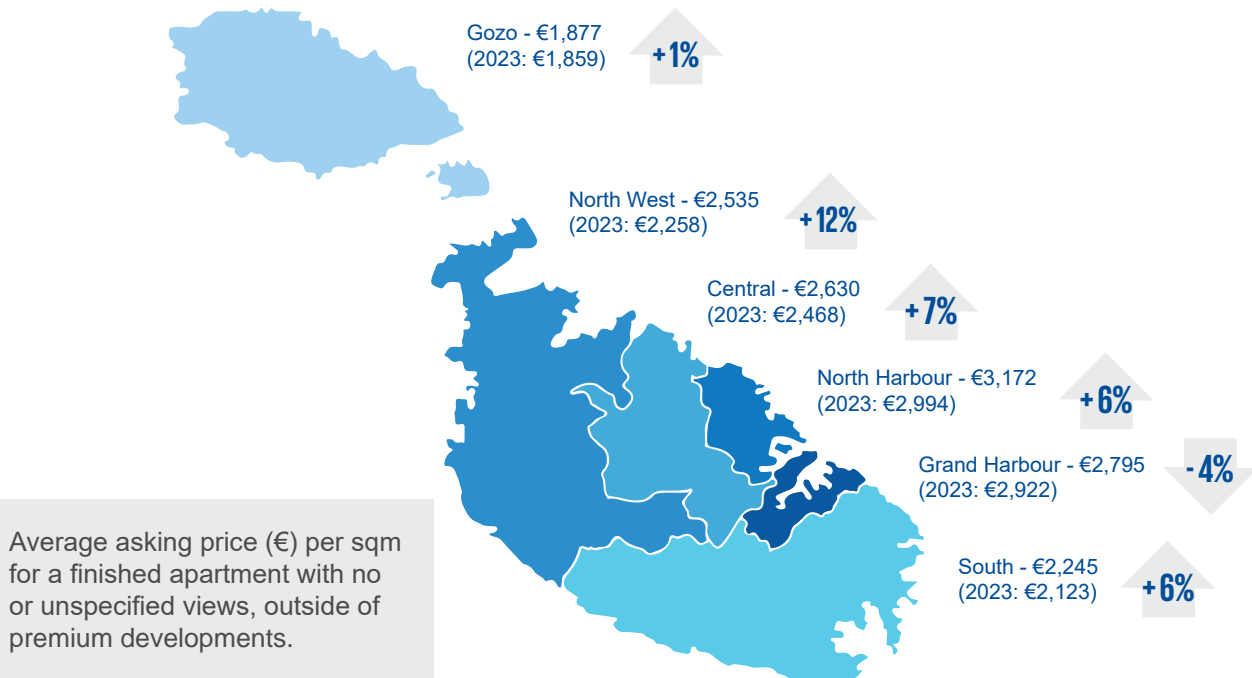 Gozo - €1,877
(2023: €1,859)
+1%
North West - €2,535
(2023: €2,258)
+12%
Central - €2,630
(2023: €2,468)
+7%
North Harbour - €3,172
(2023: €2,994)
+6%
Grand Harbour - €2,795
(2023: €2,922)
-4%
South - €2,245
(2023: €2,123)
+6%
Average asking price (€) per sqm
for a finished apartment with no
or unspecified views, outside of
premium developments.